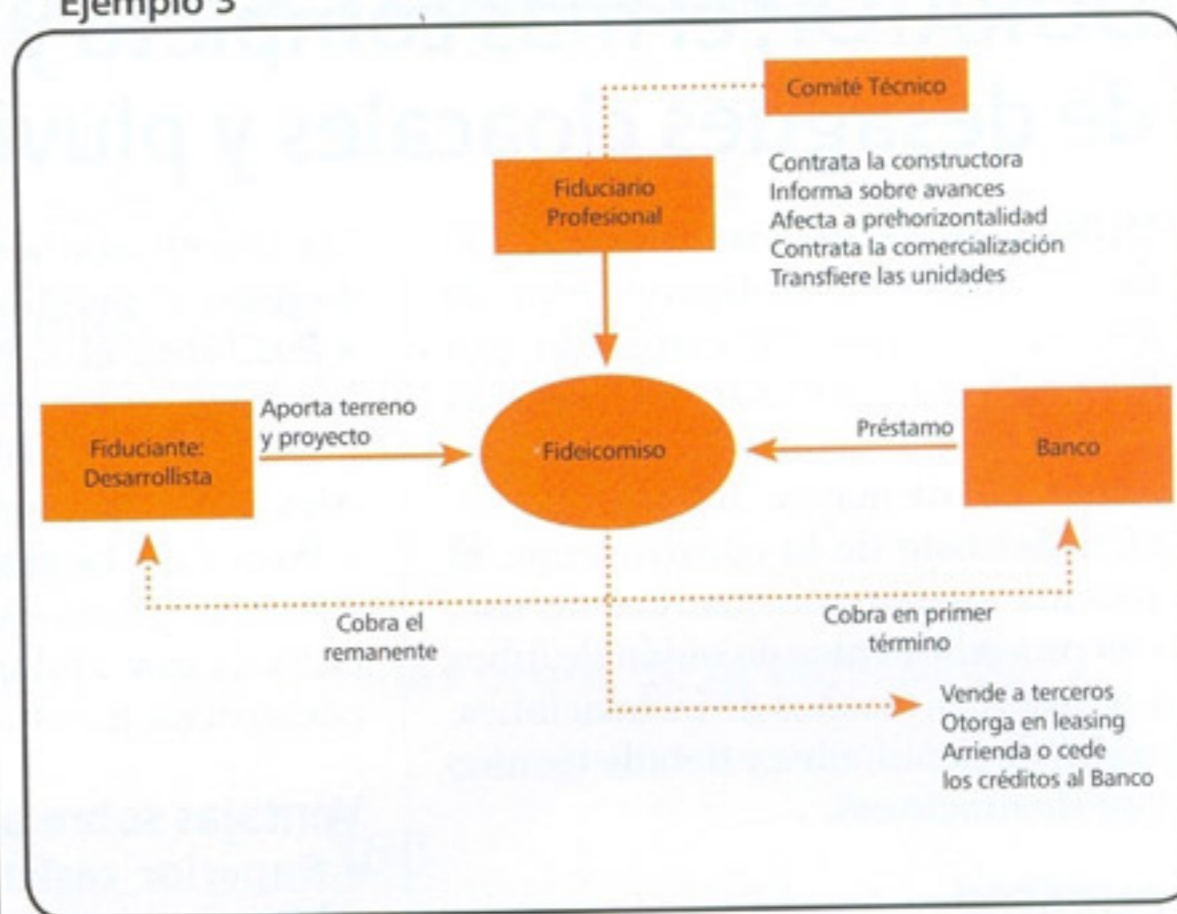 Ejemplo 3
Comité Técnico
Fiduciario
Profesional
Contrata la constructora
Informa sobre avances
Afecta a prehorizontalidad
Contrata la comercialización
Transfiere las unidades
Fiduciante:
Desarrollista
Aporta terreno
y proyecto
Fideicomiso
Préstamo
Banco
Cobra el
remanente
Cobra en primer
término
Vende a terceros
Otorga en leasing
Arrienda o cede
los créditos al Banco